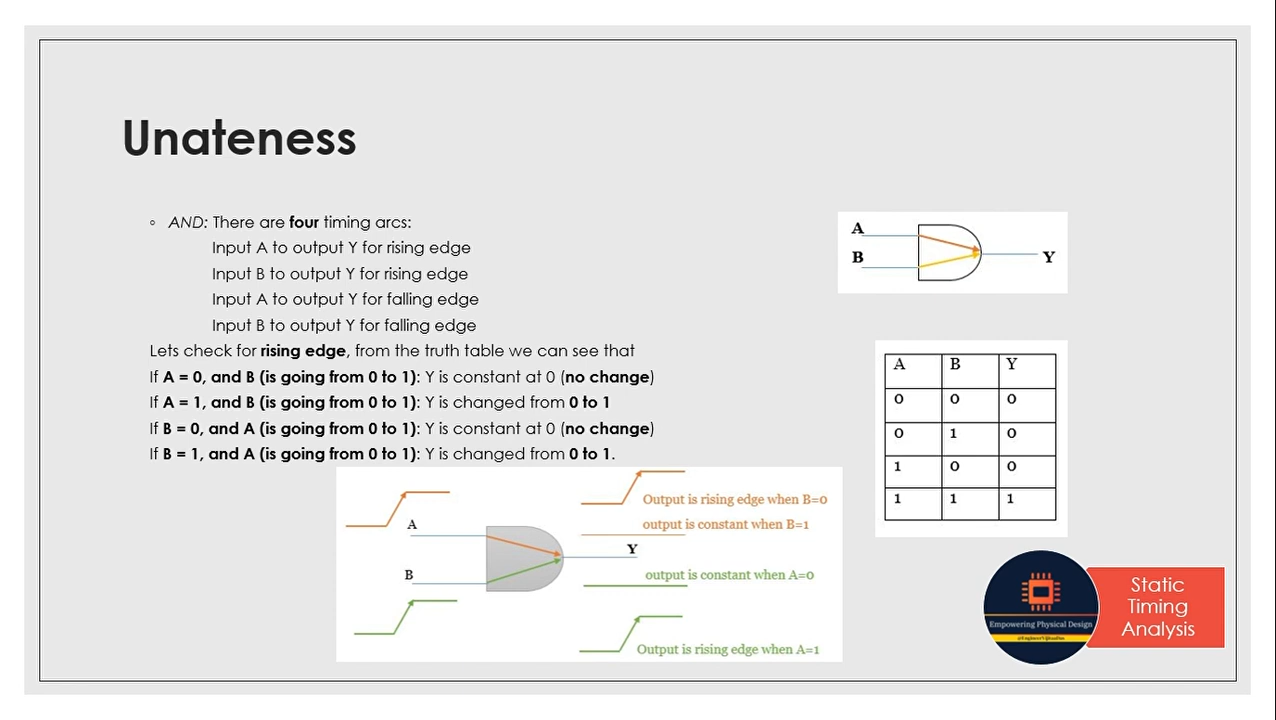 Unateness
AND: There are four timing arcs:
Input A to output Y for rising edge
Input B to output Y for rising edge
Input A to output Y for falling edge
Input B to output Y for falling edge
Lets check for rising edge, from the truth table we can see that
If A = 0, and B (is going from 0 to 1): Y is constant at 0 (no change)
If A = 1, and B (is going from 0 to 1): Y is changed from 0 to 1
If B = 0, and A (is going from 0 to 1): Y is constant at 0 (no change)
If B = 1, and A (is going from 0 to 1): Y is changed from 0 to 1.
A
B
Y
A B Y
0 0 0
0 1 0
1 0 0
1 1 1
Output is rising edge when B=0
output is constant when B=1
A
Y
B
output is constant when A=0
Output is rising edge when A=1
Empowering Physical Design
Static
Timing
Analysis